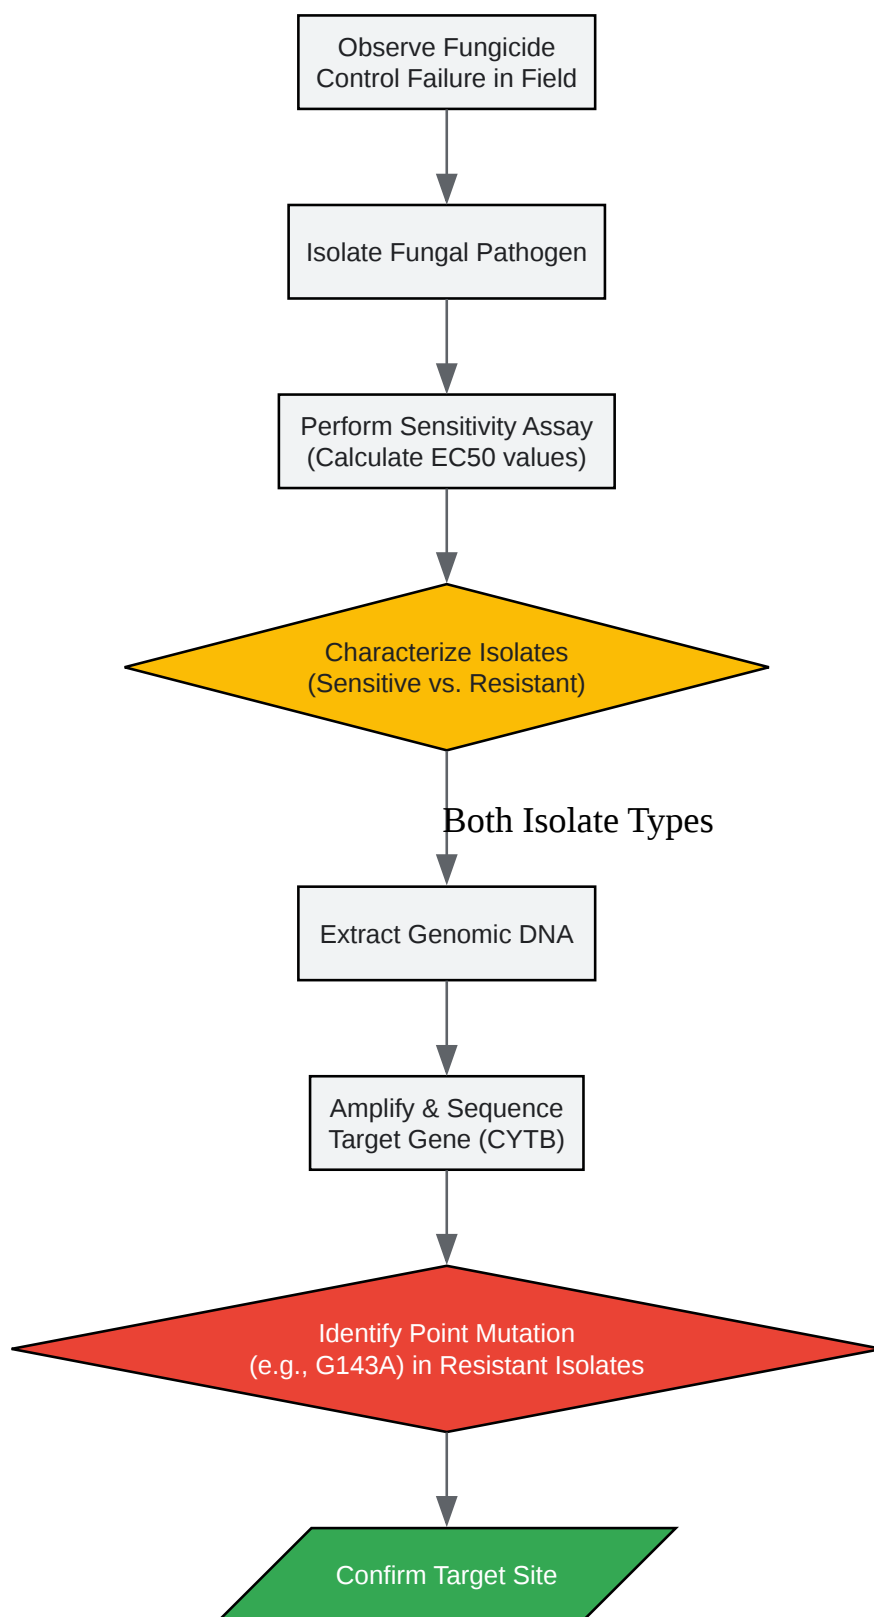 Observe Fungicide
Control Failure in Field
Isolate Fungal Pathogen
Perform Sensitivity Assay
(Calculate EC50 values)
Characterize Isolates
(Sensitive vs. Resistant)
Both Isolate Types
Extract Genomic DNA
Amplify & Sequence
Target Gene (CYTB)
Identify Point Mutation
(e.g., G143A) in Resistant Isolates
Confirm Target Site